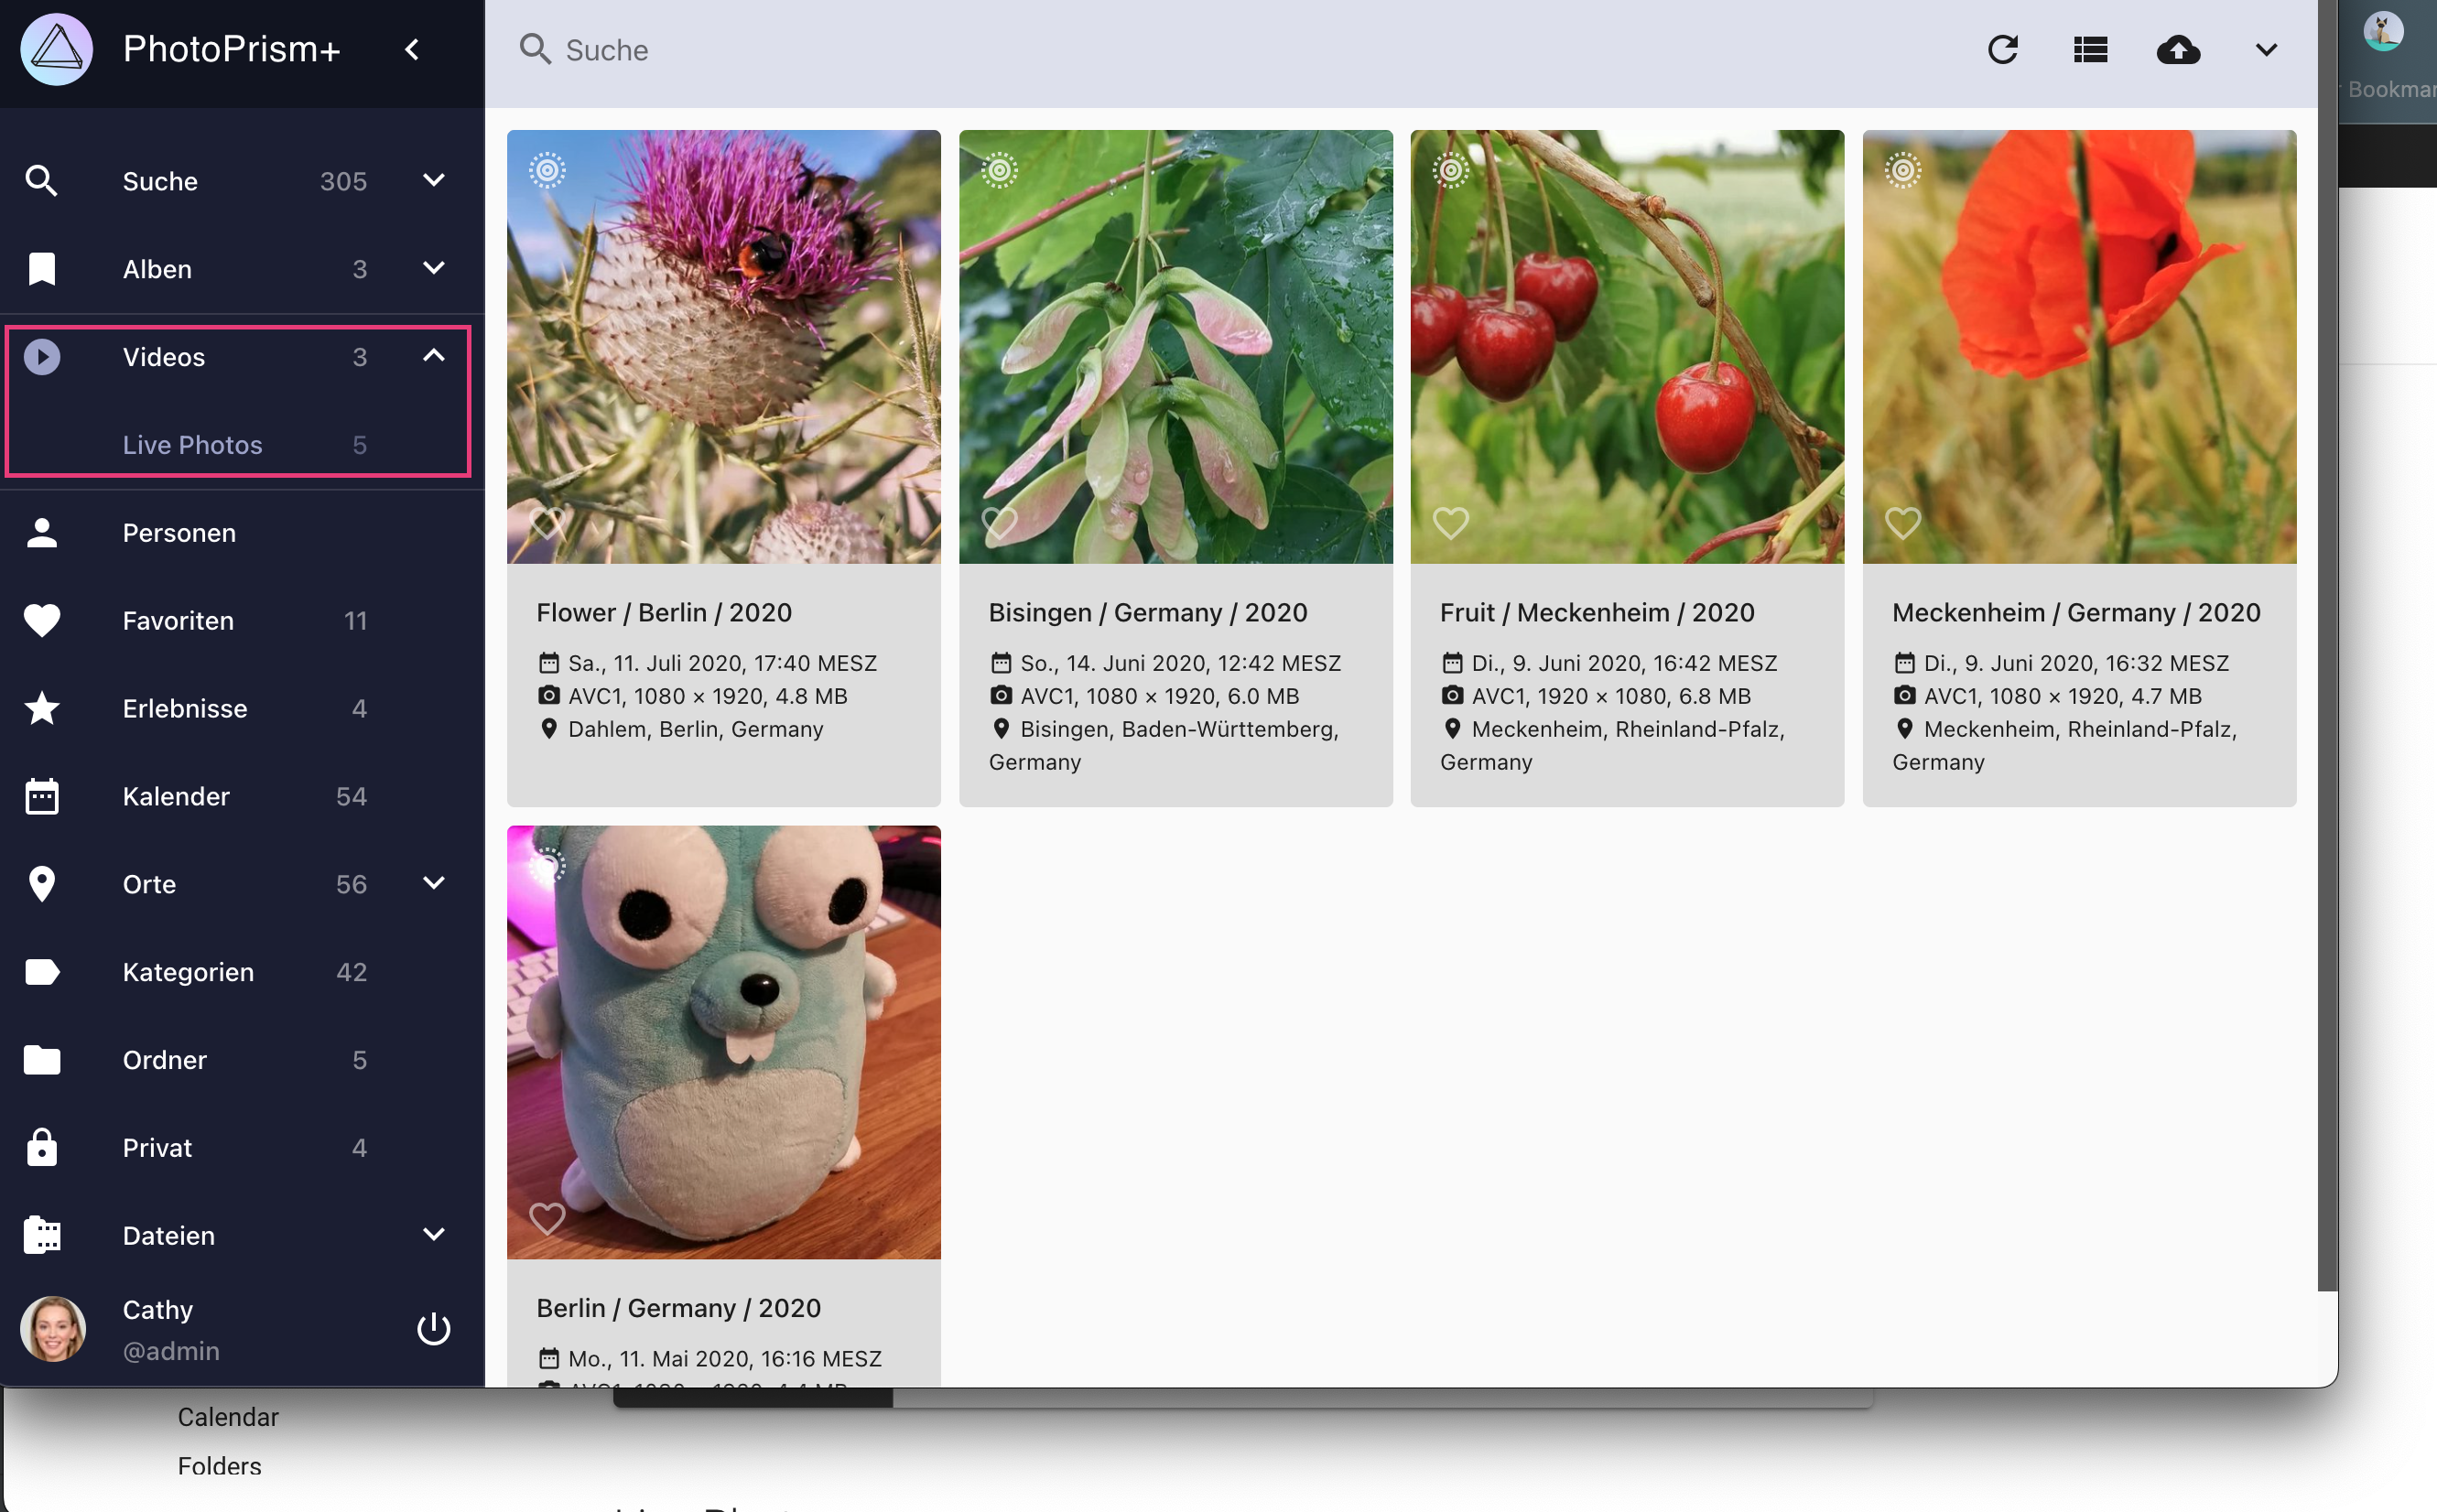 PhotoPrism+
Suche
Bookmar
Suche 305
Alben 3
Videos 3
Live Photos 5
Personen
Favoriten 11
Erlebnisse 4
Kalender 54
Orte 56
Kategorien 42
Ordner 5
Privat 4
Dateien
Cathy
@admin
Flower / Berlin / 2020
Sa., 11. Juli 2020, 17:40 MESZ
AVC1, 1080 × 1920, 4.8 MB
Dahlem, Berlin, Germany
Bisingen / Germany / 2020
So., 14. Juni 2020, 12:42 MESZ
AVC1, 1080 × 1920, 6.0 MB
Bisingen, Baden-Württemberg,
Germany
Fruit / Meckenheim / 2020
Di., 9. Juni 2020, 16:42 MESZ
AVC1, 1920 × 1080, 6.8 MB
Meckenheim, Rheinland-Pfalz,
Germany
Meckenheim / Germany / 2020
Di., 9. Juni 2020, 16:32 MESZ
AVC1, 1080 × 1920, 4.7 MB
Meckenheim, Rheinland-Pfalz,
Germany
Berlin / Germany / 2020
Mo., 11. Mai 2020, 16:16 MESZ
Calendar
Folders